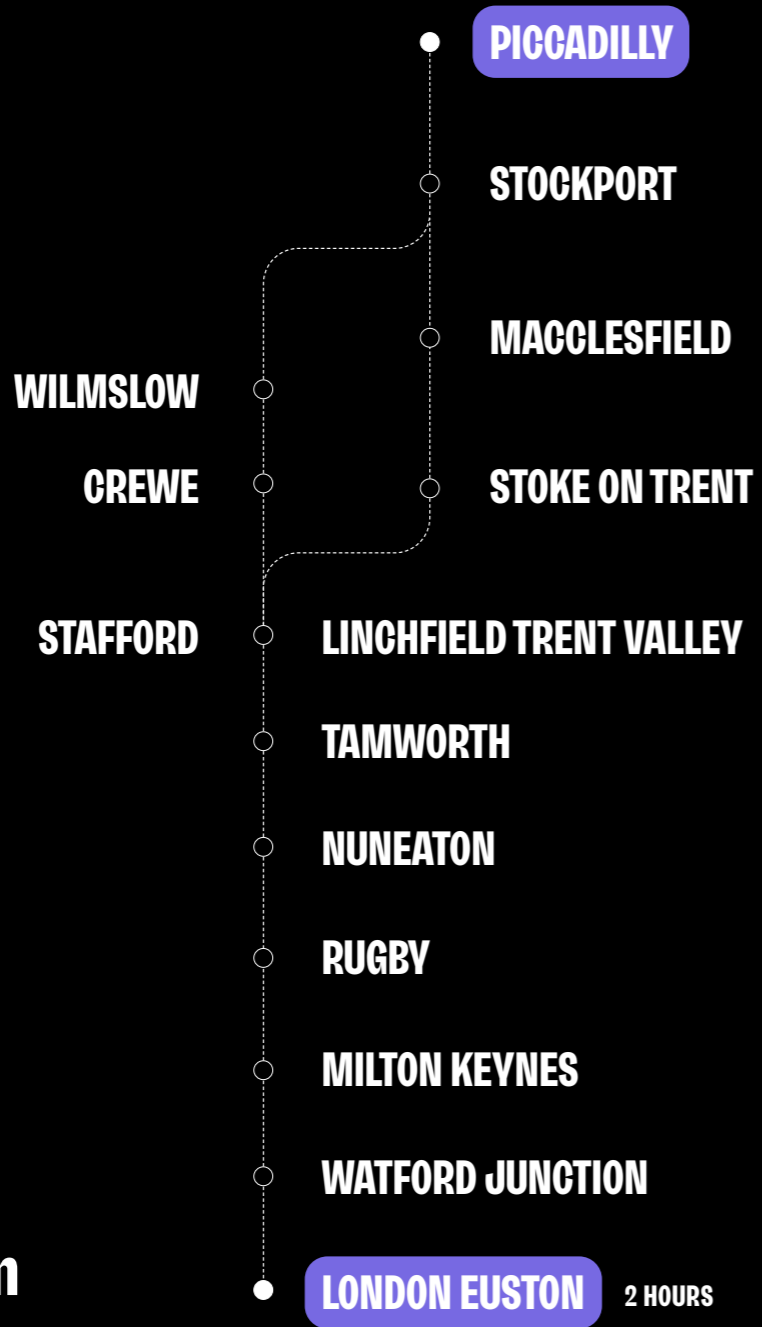 PICCADILLY
STOCKPORT
MACCLESFIELD
WILMSLOW
CREWE
STOKE ON TRENT
STAFFORD
LINCHFIELD TRENT VALLEY
TAMWORTH
NUNEATON
RUGBY
MILTON KEYNES
WATFORD JUNCTION
LONDON EUSTON
2 HOURS